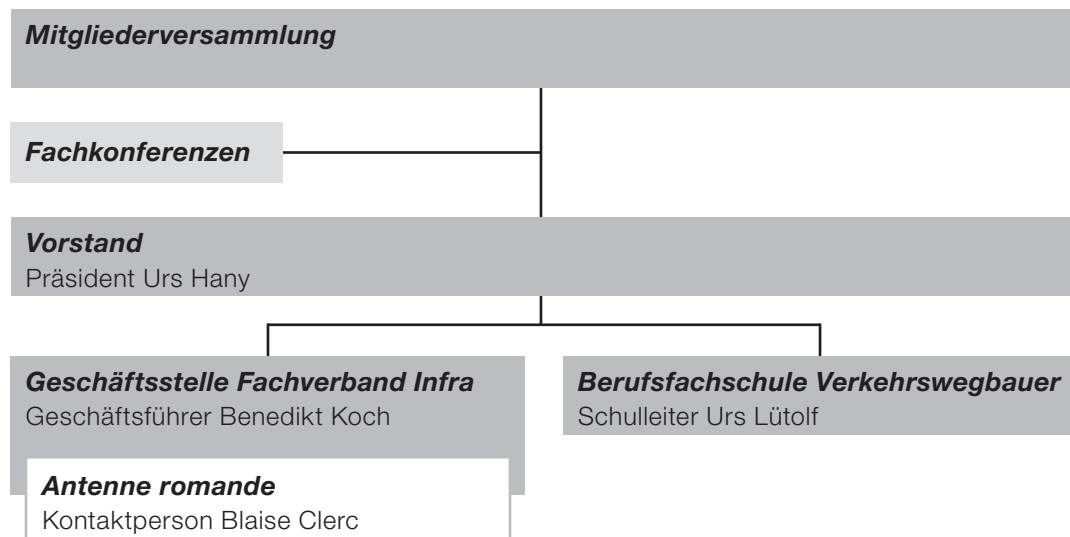 Mitgliederversammlung
Fachkonferenzen
Vorstand
Präsident Urs Hany
Geschäftsstelle Fachverband Infra
Geschäftsführer Benedikt Koch
Antenne romande
Kontaktperson Blaise Clerc
Berufsfachschule Verkehrswegbauer
Schulleiter Urs Lütolf